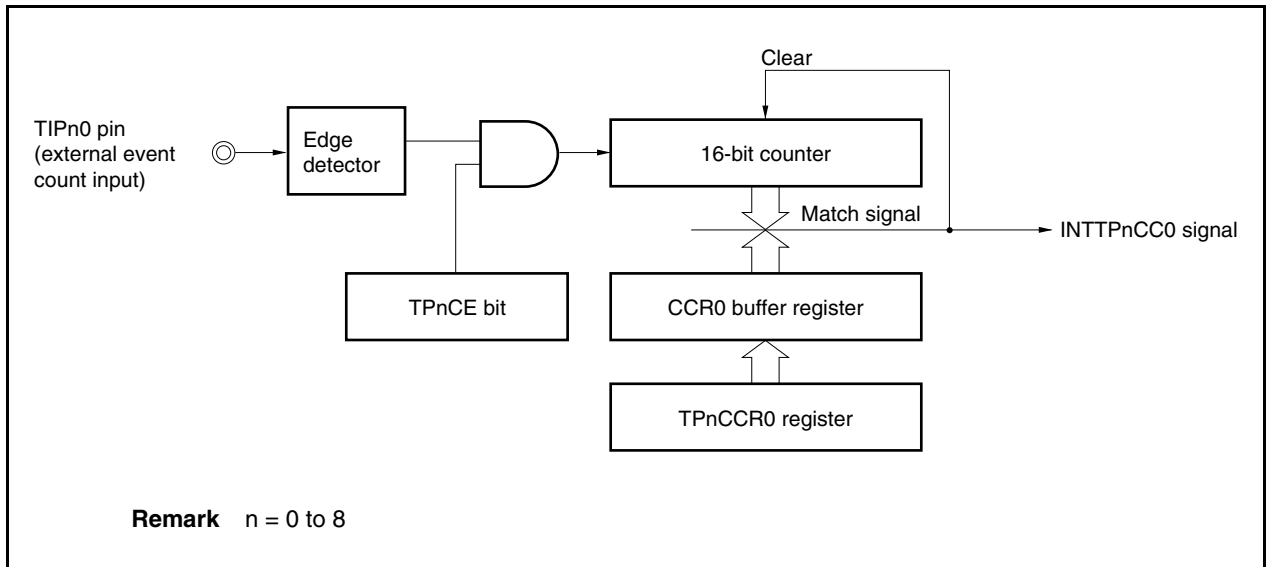 Clear
TIPn0 pin
(external event
count input)
Edge
detector
16-bit counter
Match signal
INTTPnCC0 signal
TPnCE bit
CCR0 buffer register
TPnCCR0 register
Remark n = 0 to 8